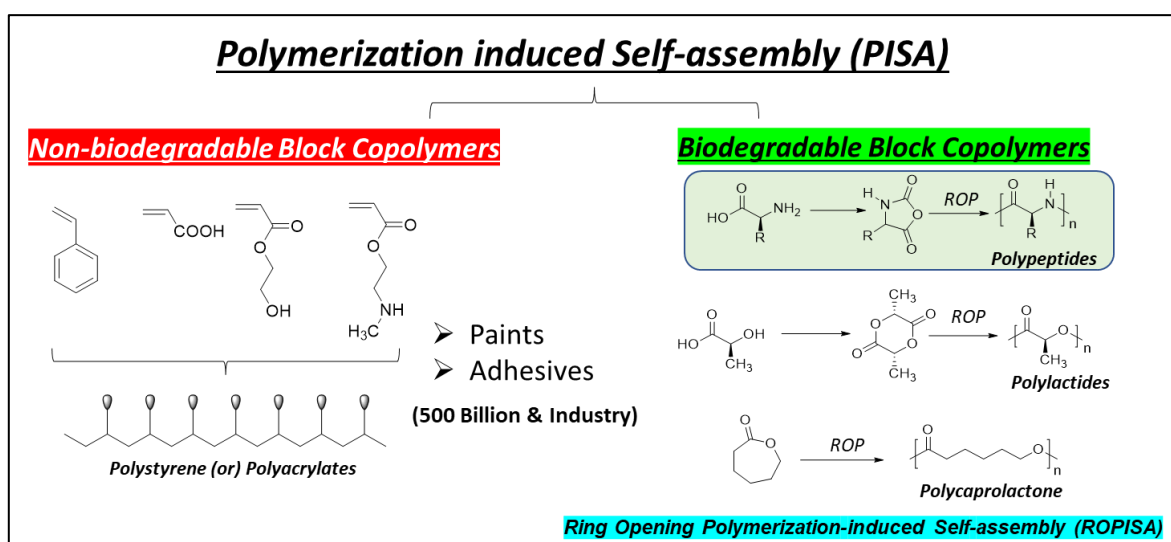 Polymerization induced Self-assembly (PISA)
Non-biodegradable Block Copolymers
COOH
O
O
OH
O
O
NH
H₃C
➢ Paints
➢ Adhesives
(500 Billion & Industry)
Polystyrene (or) Polyacrylates
Biodegradable Block Copolymers
O
HO
NH₂
R
H
N
O
O
O
R
ROP
O
H
N
R
n
Polypeptides
O
HO
OH
CH₃
CH₃
O
O
O
O
CH₃
ROP
O
O
CH₃
n
Polylactides
O
O
ROP
O
O
n
Polycaprolactone
Ring Opening Polymerization-induced Self-assembly (ROPISA)